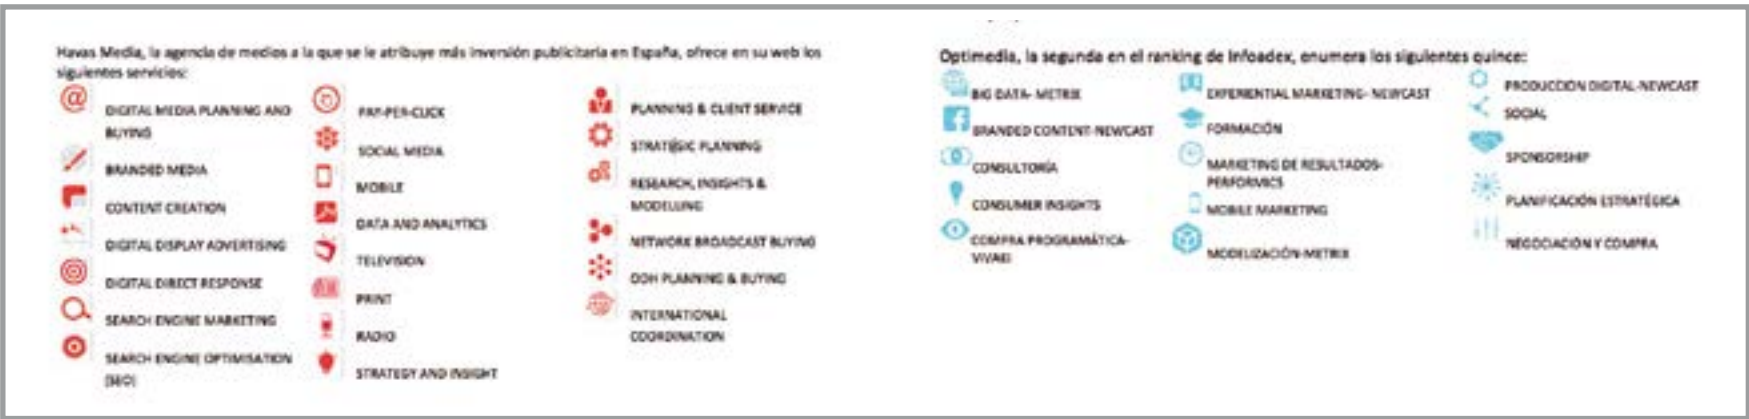 Havas Media, la agencia de medios a la que se le atribuye más inversión publicitaria en España, ofrece en su web los
siguientes servicios:
DIGITAL MEDIA PLANNING AND
BUYING
BRANDED MEDIA
CONTENT CREATION
DIGITAL DISPLAY ADVERTISING
DIGITAL DIRECT RESPONSE
SEARCH ENGINE MARKETING
SEARCH ENGINE OPTIMISATION
(SEO)
PAY-PER-CLICK
SOCIAL MEDIA
MOBILE
DATA AND ANALYTICS
TELEVISION
PRINT
RADIO
STRATEGY AND INSIGHT
PLANNING & CLIENT SERVICE
STRATEGIC PLANNING
RESEARCH, INSIGHTS &
MODELLING
NETWORK BROADCAST BUYING
OOH PLANNING & BUYING
INTERNATIONAL
COORDINATION
Optimedia, la segunda en el ranking de Infoadex, enumera los siguientes quince:
BIG DATA- METRIX
BRANDED CONTENT-NEWCAST
CONSULTORÍA
CONSUMER INSIGHTS
COMPRA PROGRAMÁTICA-
EXPERIENTIAL MARKETING- NEWCAST
FORMACIÓN
MARKETING DE RESULTADOS-
PERFORMICS
MOBILE MARKETING
MODELIZACIÓN-METRIX
PRODUCCIÓN DIGITAL-NEWCAST
SOCIAL
SPONSORSHIP
PLANIFICACIÓN ESTRATÉGICA
NEGOCIACIÓN Y COMPRA